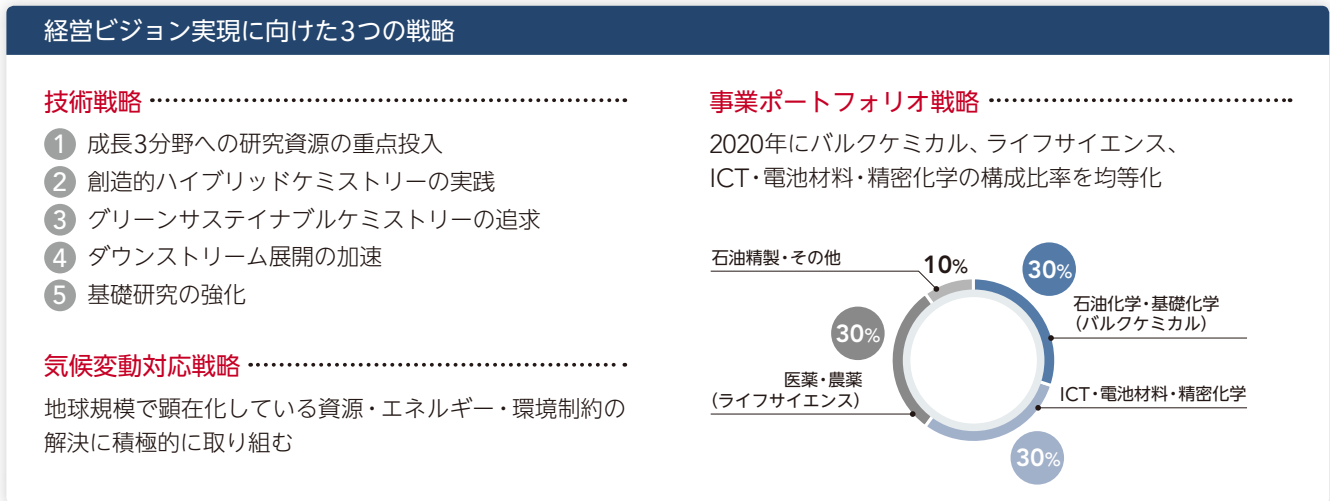 経営ビジョン実現に向けた3つの戦略
技術戦略
1 成長3分野への研究資源の重点投入
2 創造的ハイブリッドケミストリーの実践
3 グリーンサステイナブルケミストリーの追求
4 ダウンストリーム展開の加速
5 基礎研究の強化
気候変動対応戦略
地球規模で顕在化している資源・エネルギー・環境制約の
解決に積極的に取り組む
事業ポートフォリオ戦略
2020年にバルクケミカル、ライフサイエンス、
ICT・電池材料・精密化学の構成比率を均等化
石油精製・その他
10%
30%
石油化学・基礎化学
(バルクケミカル)
30%
医薬・農薬
(ライフサイエンス)
ICT・電池材料・精密化学
30%